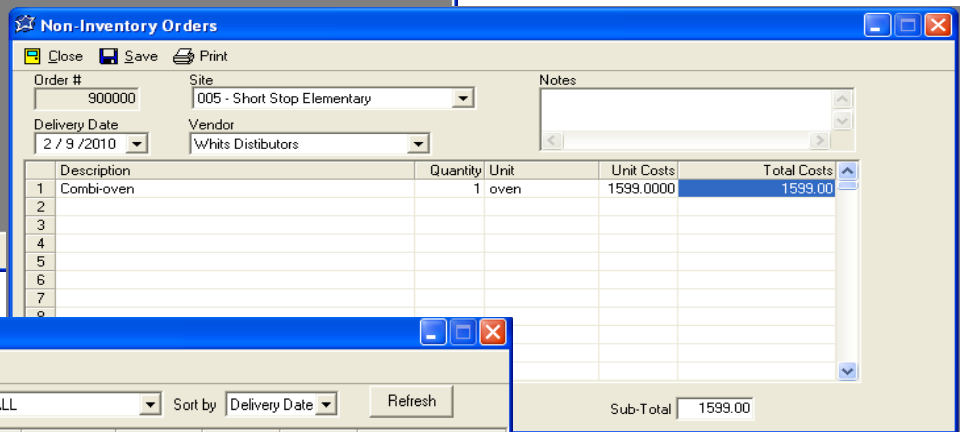 Non-Inventory Orders
Close Save Print
Order # Site Notes
900000 005 - Short Stop Elementary
Delivery Date Vendor
2 / 9 /2010 Whits Distibutors
Description Quantity Unit Unit Costs Total Costs
1 Combi-oven 1 oven 1599.0000 1599.00
2
3
4
5
6
7
Sort by Delivery Date Refresh
Sub-Total 1599.00